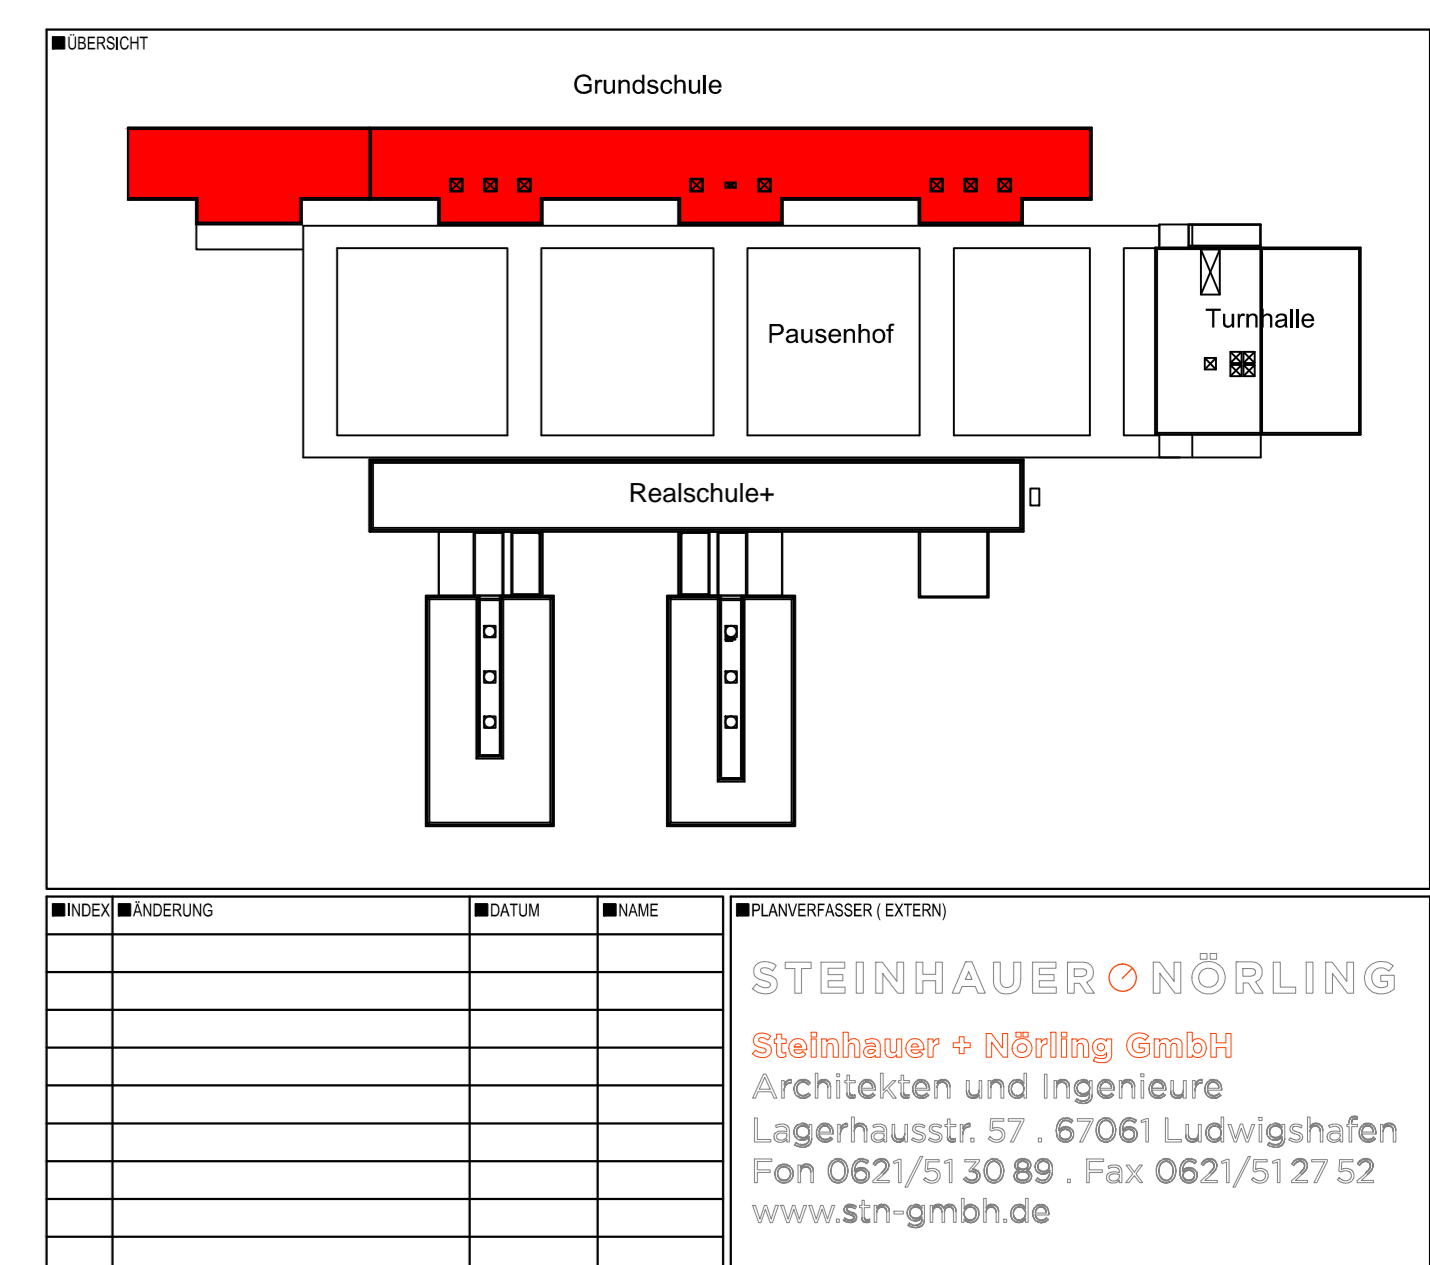 ÜBERSICHT
Grundschule
Pausenhof
Turnhalle
Realschule+
INDEX ÄNDERUNG DATUM NAME
PLANVERFASSER ( EXTERN)
STEINHAUER NÖRLING
Steinhauer + Nörling GmbH
Architekten und Ingenieure
Lagerhausstr. 57 . 67061 Ludwigshafen
Fon 0621/51 30 89 . Fax 0621/51 27 52
www.stn-gmbh.de